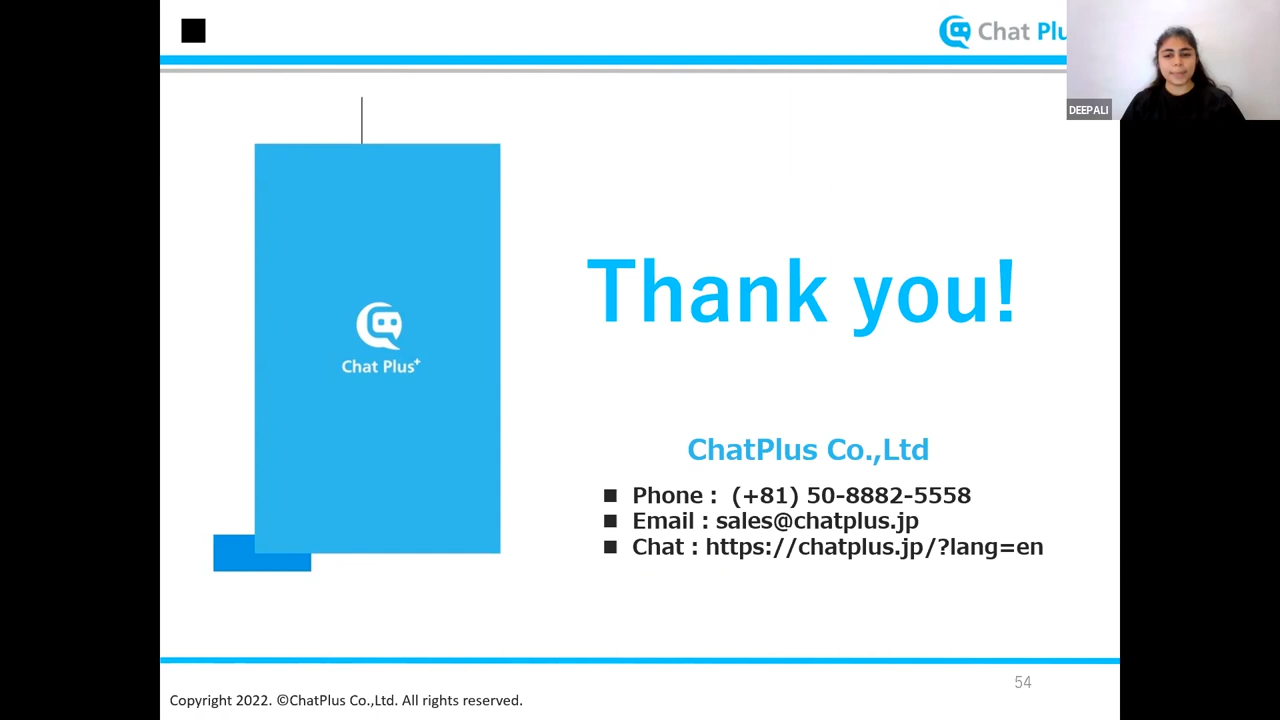 Chat Plu
DEEPALI
Chat Plus+
Thank you!
ChatPlus Co.,Ltd
■ Phone : (+81) 50-8882-5558
■ Email : sales@chatplus.jp
■ Chat : https://chatplus.jp/?lang=en
54
Copyright 2022. ©ChatPlus Co.,Ltd. All rights reserved.